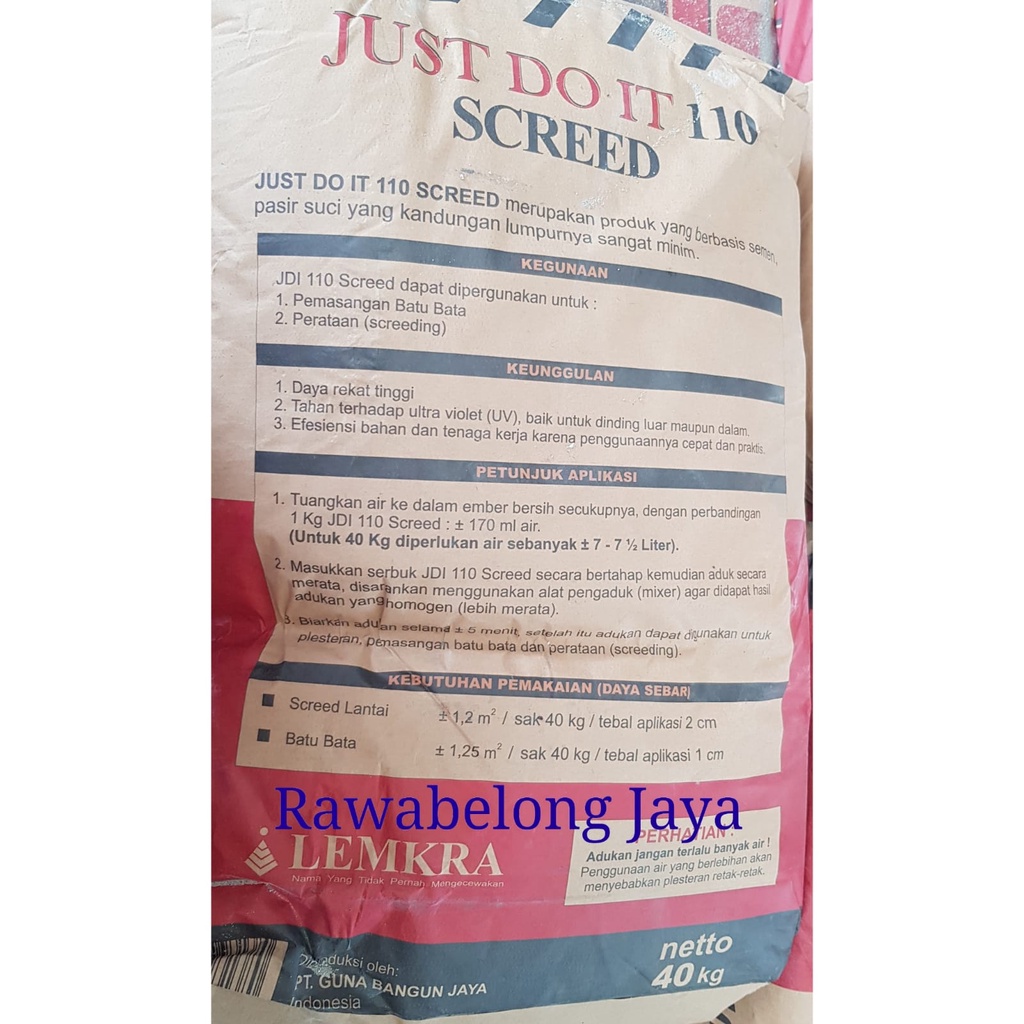 JUST DO IT 110
SCREED
JUST DO IT 110 SCREED merupakan produk yang berbasis semen,
pasir suci yang kandungan lumpurnya sangat minim.
KEGUNAAN
JDI 110 Screed dapat dipergunakan untuk :
1. Pemasangan Batu Bata
2. Perataan (screeding)
KEUNGGULAN
1. Daya rekat tinggi
2. Tahan terhadap ultra violet (UV), baik untuk dinding luar maupun dalam.
3. Efesiensi bahan dan tenaga kerja karena penggunaannya cepat dan praktis.
PETUNJUK APLIKASI
1. Tuangkan air ke dalam ember bersih secukupnya, dengan perbandingan
1 Kg JDI 110 Screed : ± 170 ml air.
(Untuk 40 Kg diperlukan air sebanyak ± 7 - 7 ½ Liter).
2. Masukkan serbuk JDI 110 Screed secara bertahap kemudian aduk secara
merata, disarankan menggunakan alat pengaduk (mixer) agar didapat hasil
adukan yang homogen (lebih merata).
3. Biarkan aduan selama ± 5 menit, setelah itu adukan dapat digunakan untuk
plesteran, pemasangan batu bata dan perataan (screeding).
KEBUTUHAN PEMAKAIAN (DAYA SEBAR)
Screed Lantai ± 1,2 m² / sak 40 kg / tebal aplikasi 2 cm
Batu Bata ± 1,25 m² / sak 40 kg / tebal aplikasi 1 cm
Rawabelong Jaya
LEMKRA
Nama Yang Tidak Pernah Mengecewakan
PERHATIAN :
Adukan jangan terlalu banyak air !
Penggunaan air yang berlebihan akan
menyebabkan plesteran retak-retak.
Diproduksi oleh:
PT. GUNA BANGUN JAYA
Indonesia
netto
40 kg